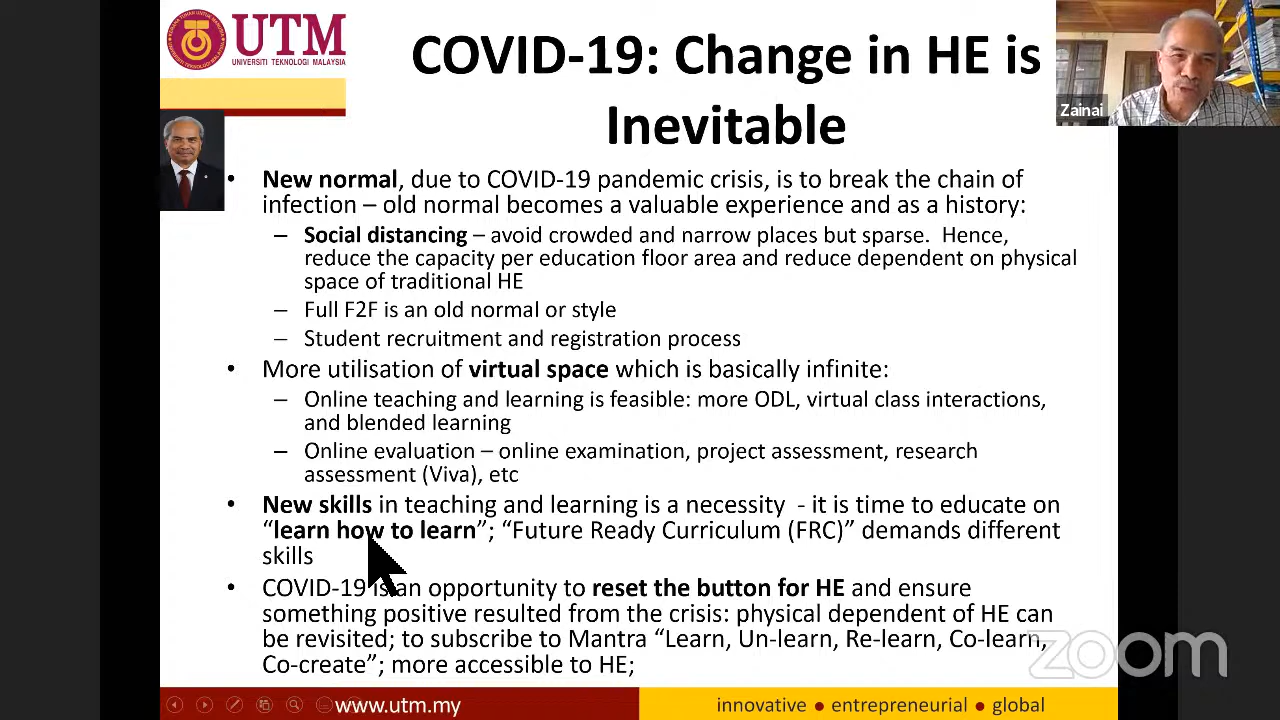 UTM
UNIVERSITI TEKNOLOGI MALAYSIA
COVID-19: Change in HE is
Inevitable
Zainai
• New normal, due to COVID-19 pandemic crisis, is to break the chain of
infection – old normal becomes a valuable experience and as a history:
– Social distancing – avoid crowded and narrow places but sparse. Hence,
reduce the capacity per education floor area and reduce dependent on physical
space of traditional HE
– Full F2F is an old normal or style
– Student recruitment and registration process
• More utilisation of virtual space which is basically infinite:
– Online teaching and learning is feasible: more ODL, virtual class interactions,
and blended learning
– Online evaluation – online examination, project assessment, research
assessment (Viva), etc
• New skills in teaching and learning is a necessity - it is time to educate on
“learn how to learn”; “Future Ready Curriculum (FRC)” demands different
skills
• COVID-19 is an opportunity to reset the button for HE and ensure
something positive resulted from the crisis: physical dependent of HE can
be revisited; to subscribe to Mantra “Learn, Un-learn, Re-learn, Co-learn,
Co-create”; more accessible to HE;
zoom
www.utm.my
innovative ● entrepreneurial ● global